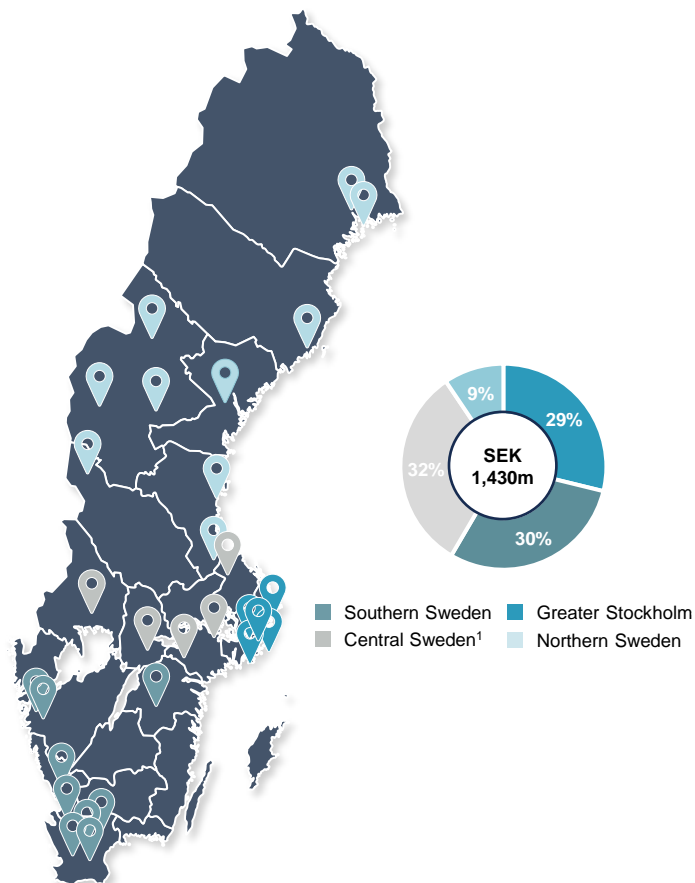 9%
29%
SEK
1,430m
32%
30%
Southern Sweden
Greater Stockholm
Central Sweden¹
Northern Sweden